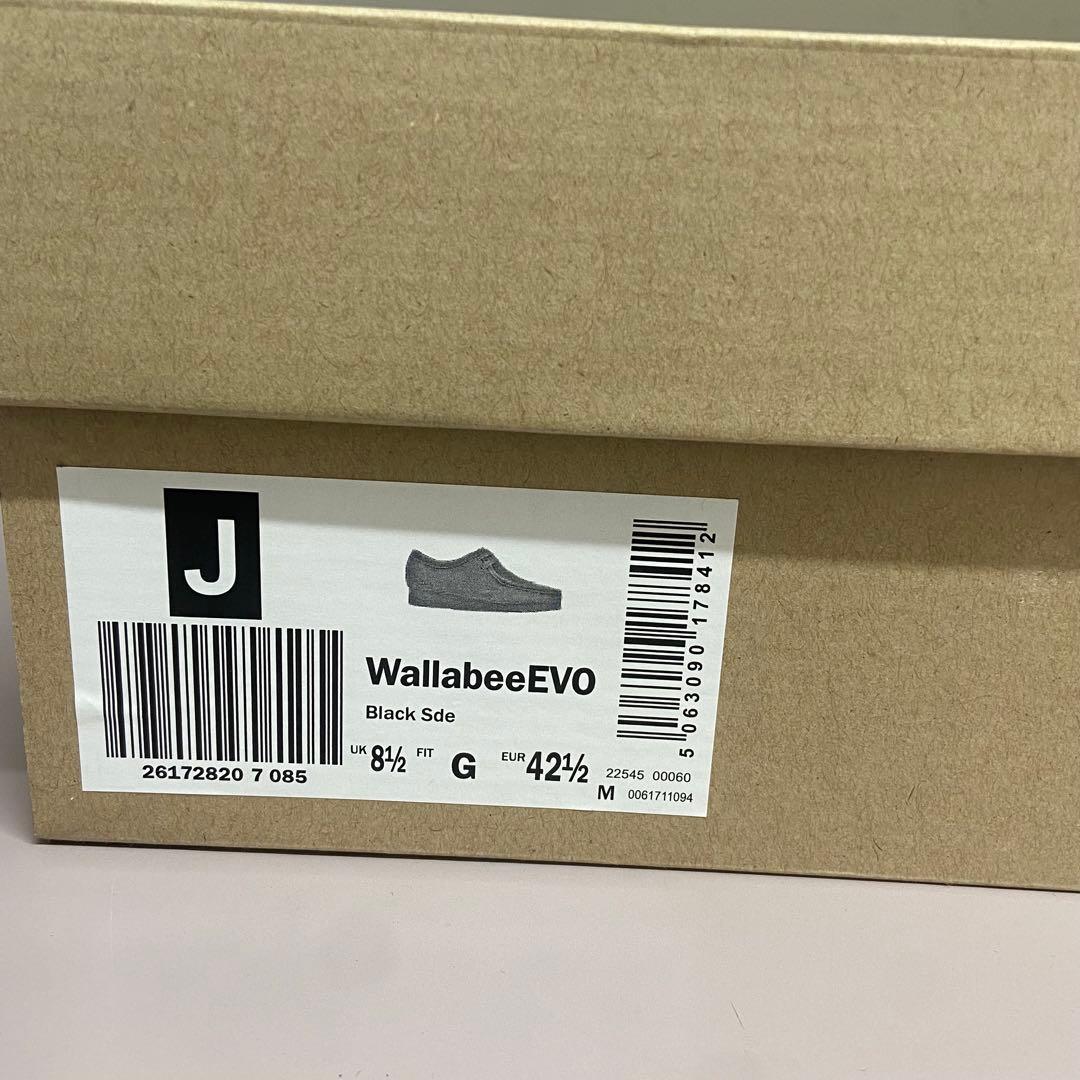 J
26172820 7 085
WallabeeEVO
Black Sde
UK 8½ FIT G EUR 42½
22545 00060
M 0061711094
5 063090 178412